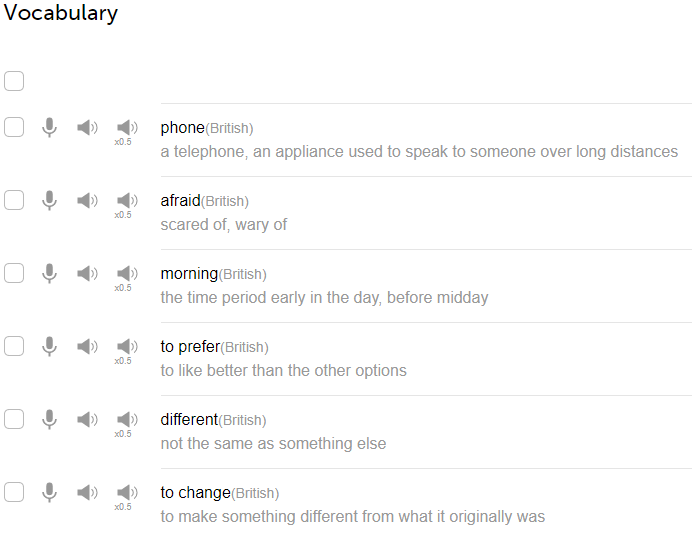 Vocabulary
phone(British)
x0.5
a telephone, an appliance used to speak to someone over long distances
afraid(British)
x0.5
scared of, wary of
morning(British)
x0.5
the time period early in the day, before midday
to prefer(British)
x0.5
to like better than the other options
different(British)
x0.5
not the same as something else
to change(British)
x0.5
to make something different from what it originally was